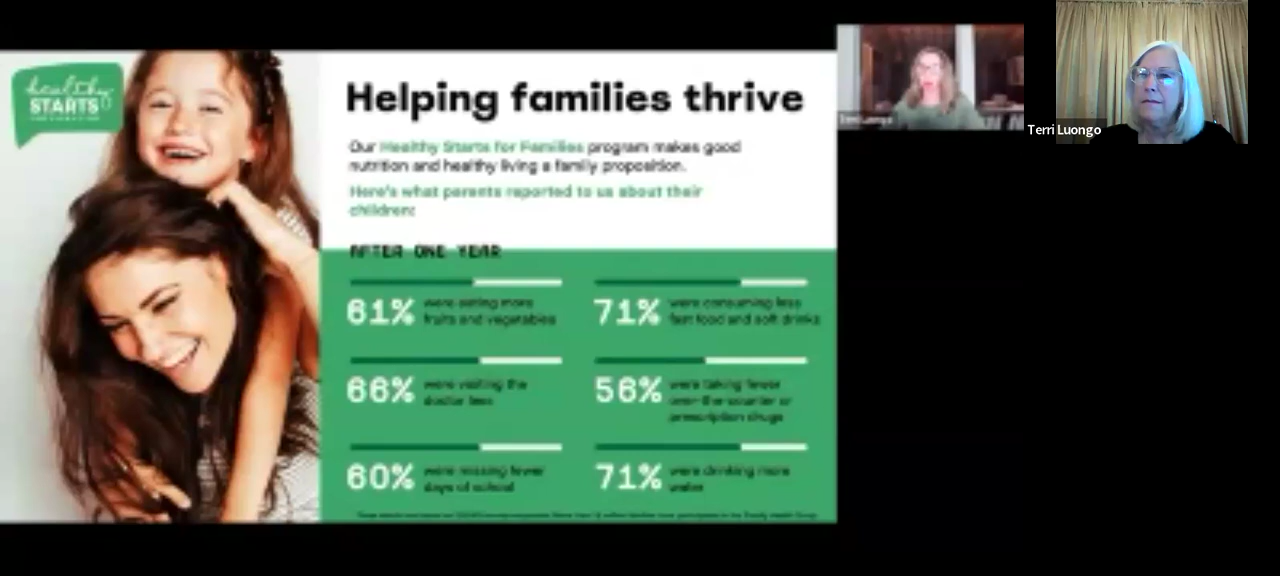 healthy
STARTS
Helping families thrive
Our Healthy Starts for Families program makes good
nutrition and healthy living a family proposition.
Here's what parents reported to us about their
children:
AFTER ONE YEAR
61% were eating more
fruits and vegetables
71% were consuming less
fast food and soft drinks
66% were visiting the
doctor less
56% were taking fewer
over-the-counter or
prescription drugs
60% were missing fewer
days of school
71% were drinking more
water
Terri Luongo
Terri Luongo